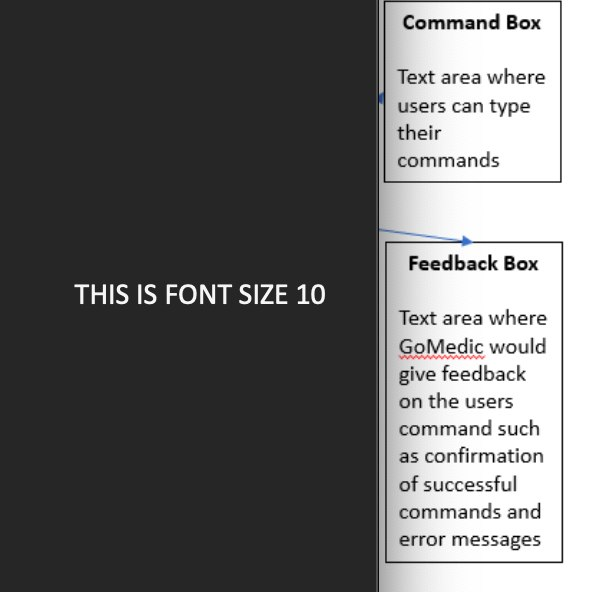 Command Box
Text area where
users can type
their
commands
THIS IS FONT SIZE 10
Feedback Box
Text area where
GoMedic would
give feedback
on the users
command such
as confirmation
of successful
commands and
error messages